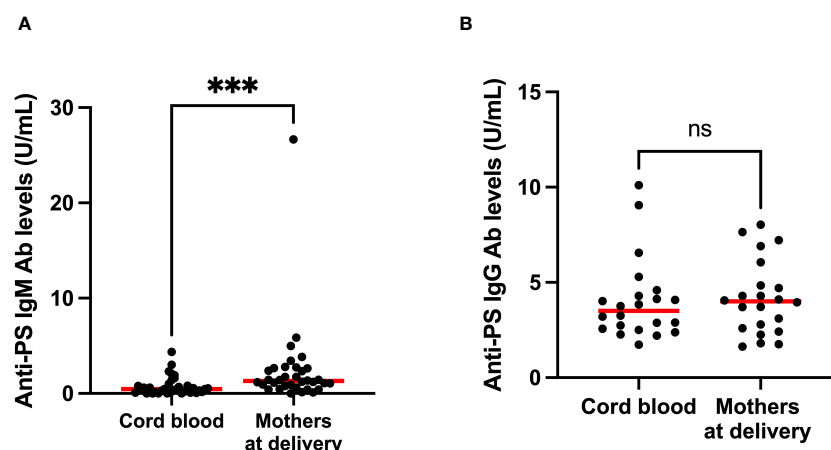 A
Anti-PS IgM Ab levels (U/mL)
30
20
10
0
***
Cord blood
Mothers
at delivery
B
Anti-PS IgG Ab levels (U/mL)
15
10
5
0
ns
Cord blood
Mothers
at delivery